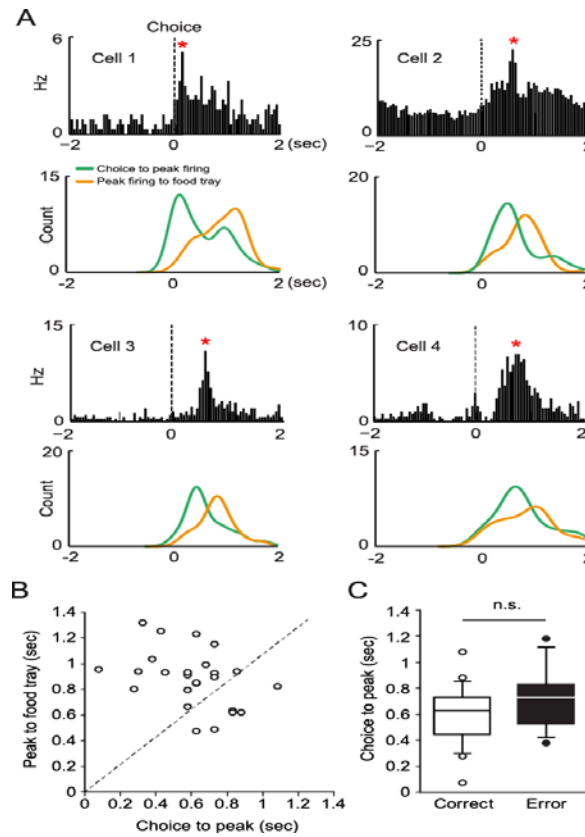 A
Choice
Cell 1
*
Hz
6
0
−2
0
2 (sec)
Cell 2
*
25
0
−2
0
2
Choice to peak firing
Peak firing to food tray
Count
15
0
-2
0
2 (sec)
20
0
-2
0
2
Cell 3
*
Hz
15
0
−2
0
2
Cell 4
*
10
0
−2
0
2
Count
20
0
-2
0
2
15
0
-2
0
2
B
Peak to food tray (sec)
1.4
1.2
1
0.8
0.6
0.4
0.2
0
0 0.2 0.4 0.6 0.8 1 1.2 1.4
Choice to peak (sec)
C
n.s.
Choice to peak (sec)
1.4
1.2
1
0.8
0.6
0.4
0.2
0
Correct Error